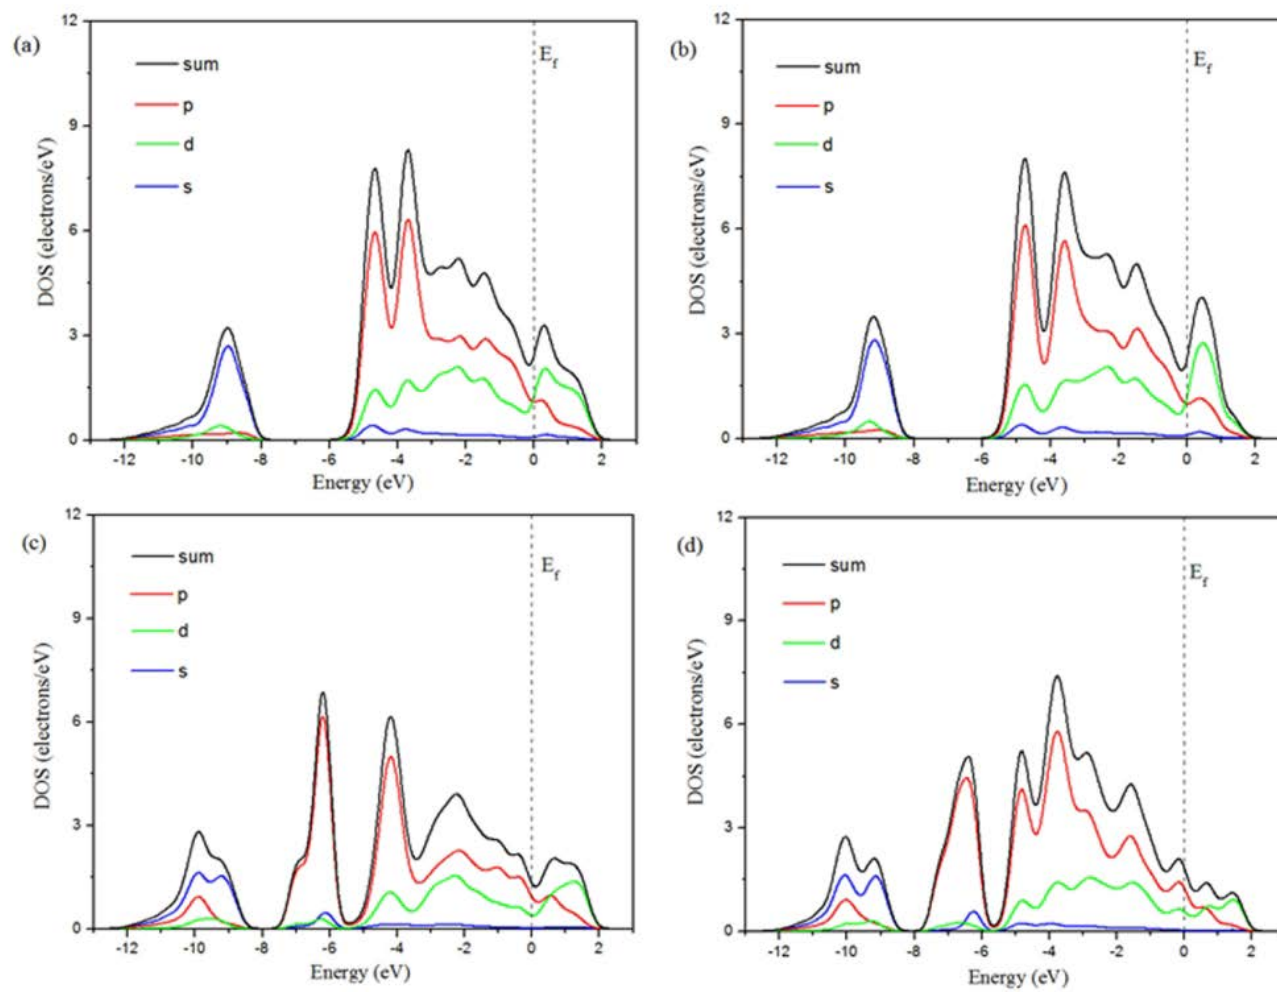 (a)
12
9
6
3
0
DOS (electrons/eV)
sum
p
d
s
E_f
-12
-10
-8
-6
-4
-2
0
2
Energy (eV)
(b)
12
9
6
3
0
DOS (electrons/eV)
sum
p
d
s
E_f
-12
-10
-8
-6
-4
-2
0
2
Energy (eV)
(c)
12
9
6
3
0
DOS (electrons/eV)
sum
p
d
s
E_f
-12
-10
-8
-6
-4
-2
0
2
Energy (eV)
(d)
12
9
6
3
0
DOS (electrons/eV)
sum
p
d
s
E_f
-12
-10
-8
-6
-4
-2
0
2
Energy (eV)